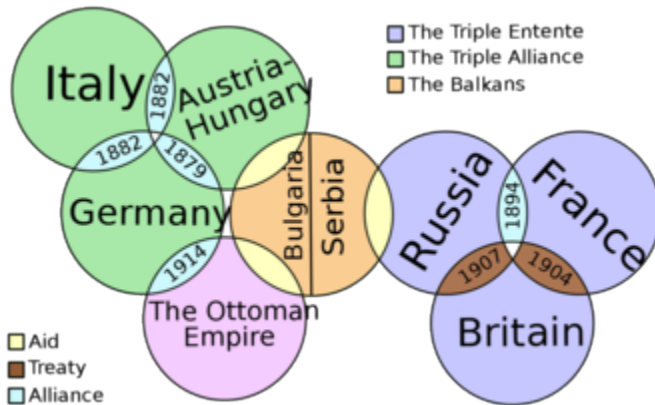 Italy
1882
Austria-
Hungary
The Triple Entente
The Triple Alliance
The Balkans
1882
1879
Germany
Bulgaria
Serbia
Russia
1894
France
1914
1907
1904
The Ottoman
Empire
Britain
Aid
Treaty
Alliance